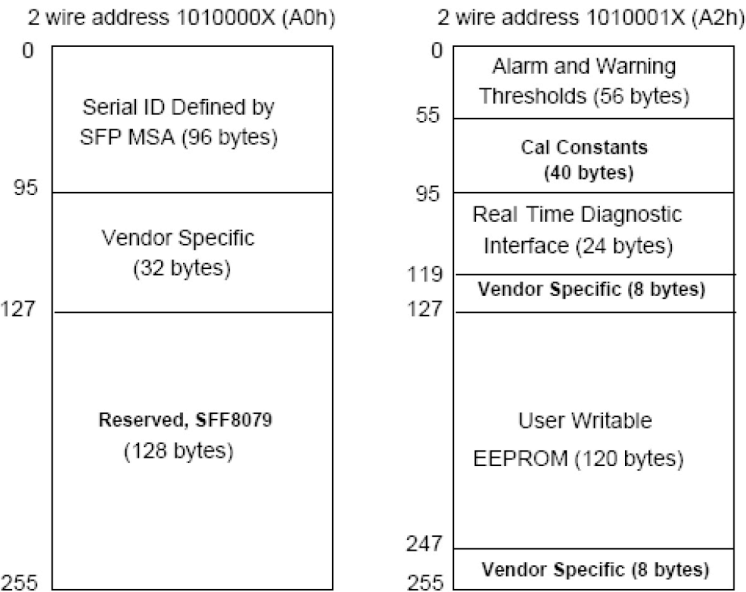 2 wire address 1010000X (A0h)
0
Serial ID Defined by
SFP MSA (96 bytes)
95
Vendor Specific
(32 bytes)
127
Reserved, SFF8079
(128 bytes)
255
2 wire address 1010001X (A2h)
0
Alarm and Warning
Thresholds (56 bytes)
55
Cal Constants
(40 bytes)
95
Real Time Diagnostic
Interface (24 bytes)
119
Vendor Specific (8 bytes)
127
User Writable
EEPROM (120 bytes)
247
Vendor Specific (8 bytes)
255